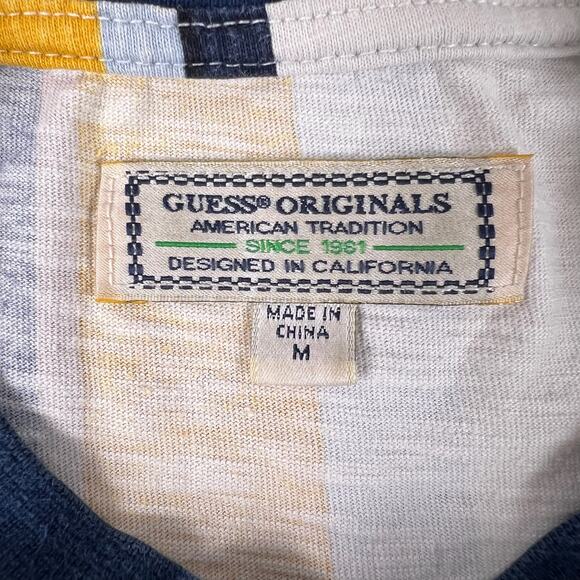 GUESS® ORIGINALS
AMERICAN TRADITION
SINCE 1981
DESIGNED IN CALIFORNIA
MADE IN
CHINA
M